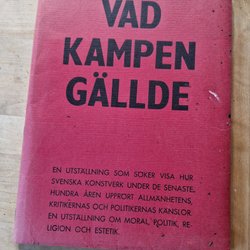 VAD
KAMPEN
GÄLLDE
EN UTSTÄLLNING SOM SÖKER VISA HUR
SVENSKA KONSTVERK UNDER DE SENASTE
HUNDRA ÅREN UPPRÖRT ALLMÄNHETENS,
KRITIKERNAS OCH POLITIKERNAS KÄNSLOR
EN UTSTÄLLNING OM MORAL, POLITIK, RE-
LIGION OCH ESTETIK